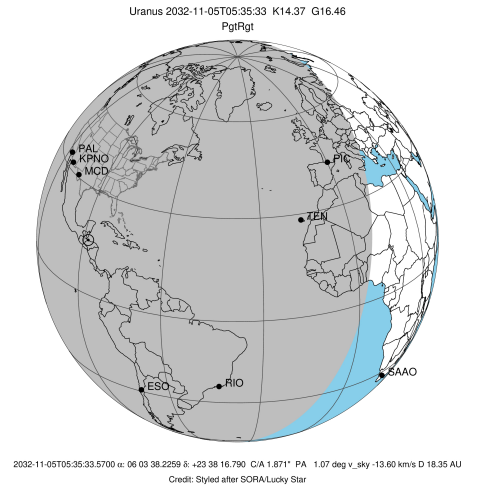 Uranus 2032-11-05T05:35:33 K14.37 G16.46
PgtRgt
PAL
KPNO
MCD
PIC
TEN
SAAO
ESO
RIO
2032-11-05T05:35:33.5700 α: 06 03 38.2259 δ: +23 38 16.790 C/A 1.871" PA 1.07 deg v_sky -13.60 km/s D 18.35 AU
Credit: Styled after SORA/Lucky Star